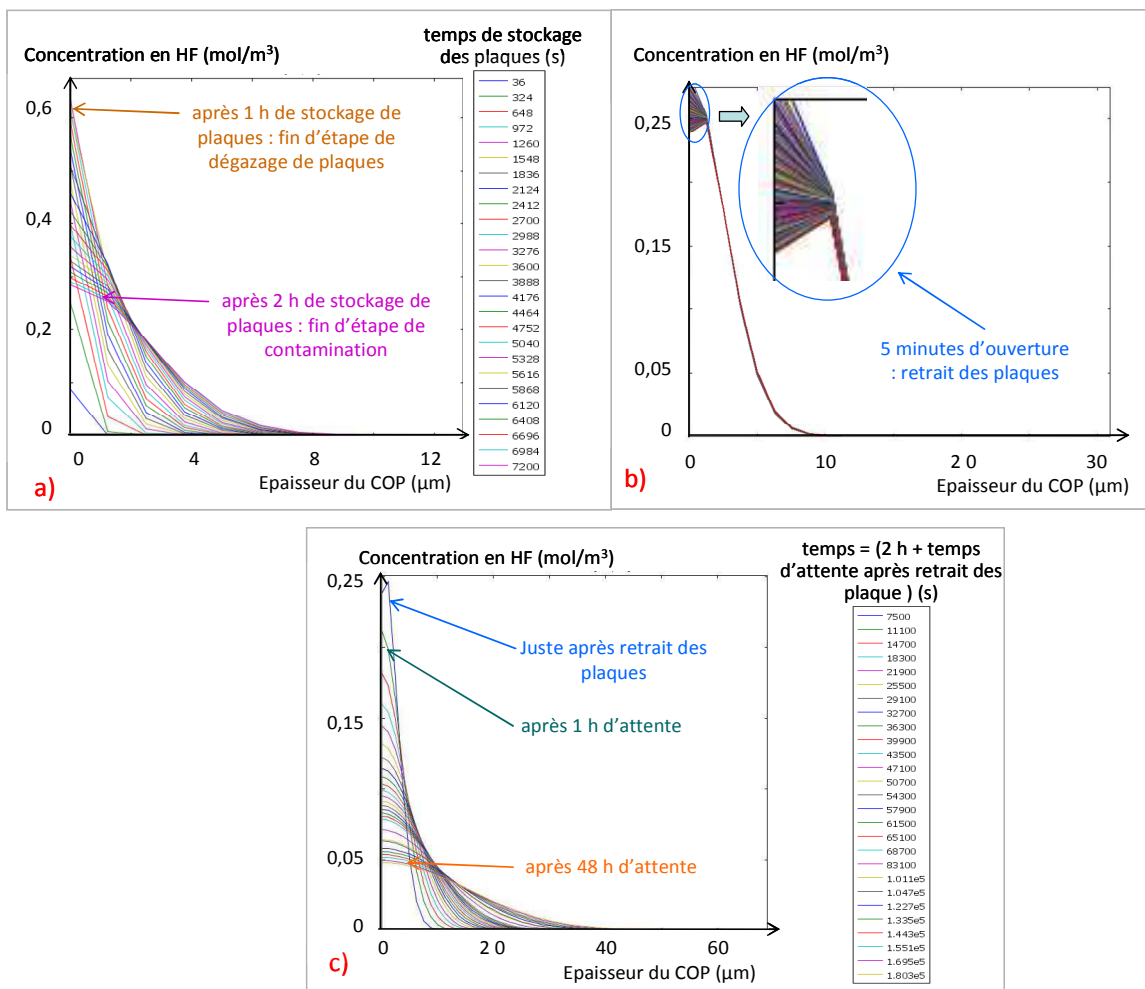 Concentration en HF (mol/m³)
temps de stockage
des plaques (s)
0,6
0,4
0,2
0
0
4
8
12
Epaisseur du COP (µm)
après 1 h de stockage de
plaques : fin d'étape de
dégazage de plaques
après 2 h de stockage de
plaques : fin d'étape de
contamination
36
324
648
972
1260
1548
1836
2124
2412
2700
2988
3276
3600
3888
4176
4464
4752
5040
5328
5616
5868
6120
6408
6696
6984
7200
a)
Concentration en HF (mol/m³)
0,25
0,15
0,05
0
0
10
20
30
Epaisseur du COP (µm)
5 minutes d'ouverture
: retrait des plaques
b)
Concentration en HF (mol/m³)
temps = (2 h + temps
d'attente après retrait des
plaque ) (s)
0,25
0,15
0,05
0
0
20
40
60
Epaisseur du COP (µm)
Juste après retrait des
plaques
après 1 h d'attente
après 48 h d'attente
7500
11100
14700
18300
21900
25500
29100
32700
36300
39900
43500
47100
50700
54300
57900
61500
65100
68700
83100
1.011e5
1.047e5
1.227e5
1.335e5
1.443e5
1.551e5
1.695e5
1.803e5
c)